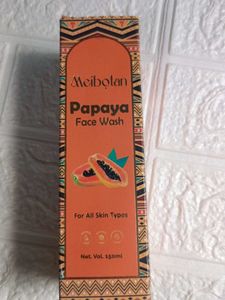 Meibolan
Papaya
Face Wash
For All Skin Types
Net. Vol. 150ml